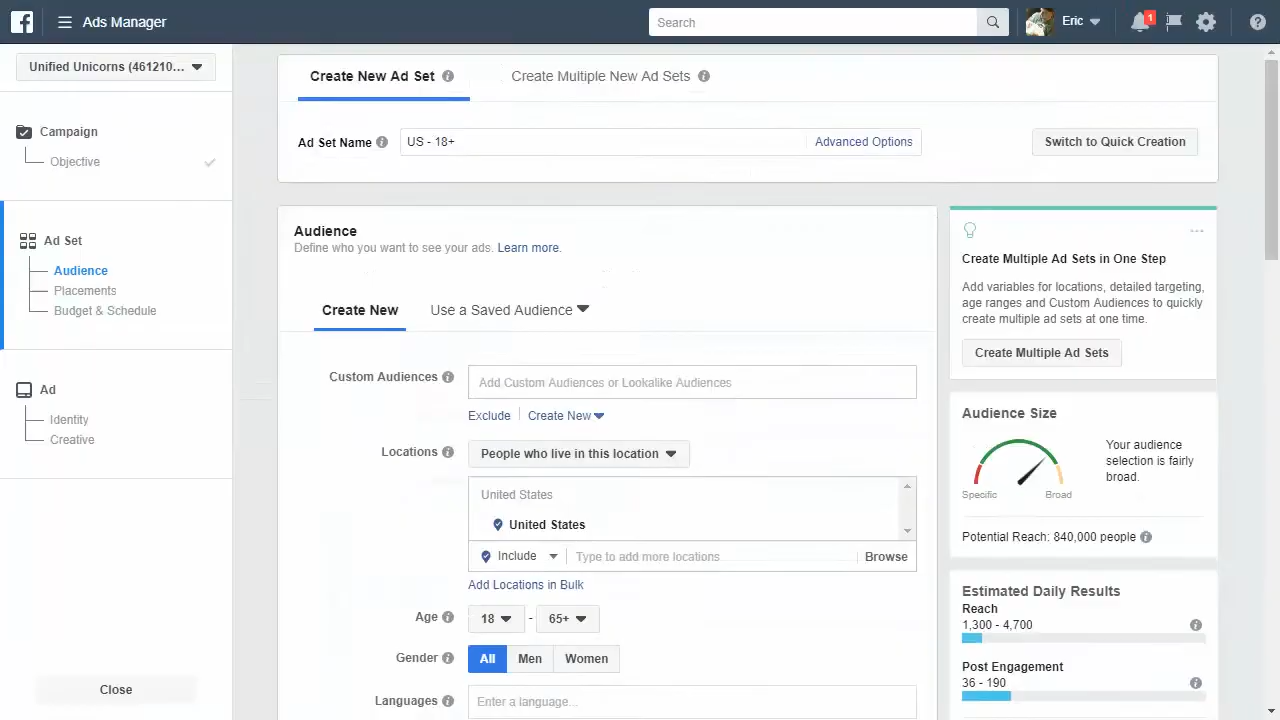 Ads Manager
Search
Eric
1
Unified Unicorns (461210...
Campaign
Objective
Ad Set
Audience
Placements
Budget & Schedule
Ad
Identity
Creative
Close
Create New Ad Set
Create Multiple New Ad Sets
Ad Set Name
US - 18+
Advanced Options
Switch to Quick Creation
Audience
Define who you want to see your ads. Learn more.
Create New
Use a Saved Audience
Custom Audiences
Add Custom Audiences or Lookalike Audiences
Exclude
Create New
Locations
People who live in this location
United States
United States
Include
Type to add more locations
Browse
Add Locations in Bulk
Age
18
-
65+
Gender
All
Men
Women
Languages
Enter a language...
Create Multiple Ad Sets in One Step
Add variables for locations, detailed targeting,
age ranges and Custom Audiences to quickly
create multiple ad sets at one time.
Create Multiple Ad Sets
Audience Size
Specific
Broad
Your audience
selection is fairly
broad.
Potential Reach: 840,000 people
Estimated Daily Results
Reach
1,300 - 4,700
Post Engagement
36 - 190